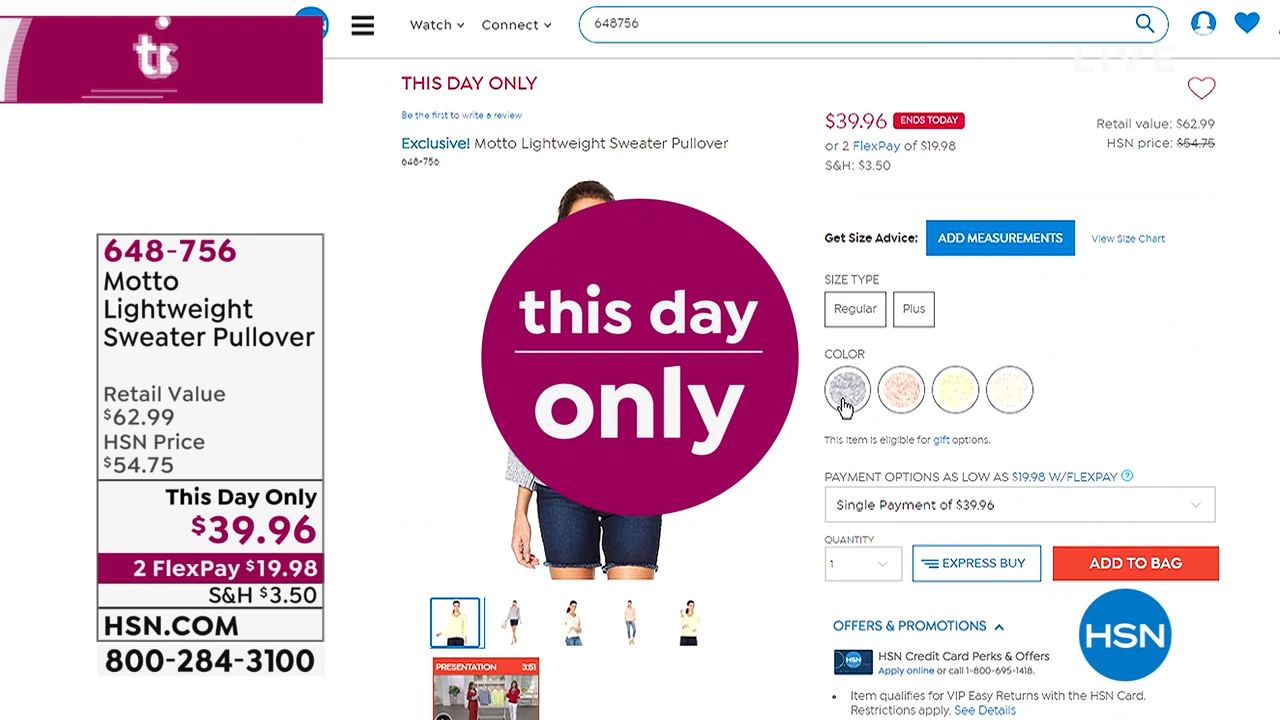 HSN
Watch
Connect
648756
LIVE
THIS DAY ONLY
Be the first to write a review
Exclusive! Motto Lightweight Sweater Pullover
648-756
$39.96 ENDS TODAY
or 2 FlexPay of $19.98
S&H: $3.50
Retail value: $62.99
HSN price: $54.75
Get Size Advice: ADD MEASUREMENTS View Size Chart
SIZE TYPE
Regular Plus
COLOR
This item is eligible for gift options.
PAYMENT OPTIONS AS LOW AS $19.98 W/FLEXPAY ?
Single Payment of $39.96
QUANTITY
1
EXPRESS BUY
ADD TO BAG
OFFERS & PROMOTIONS
HSN
HSN Credit Card Perks & Offers
Apply online or call 1-800-695-1418.
• Item qualifies for VIP Easy Returns with the HSN Card.
Restrictions apply. See Details
HSN
this day
only
PRESENTATION 3:51
648-756
Motto
Lightweight
Sweater Pullover
Retail Value
$62.99
HSN Price
$54.75
This Day Only
$39.96
2 FlexPay $19.98
S&H $3.50
HSN.COM
800-284-3100